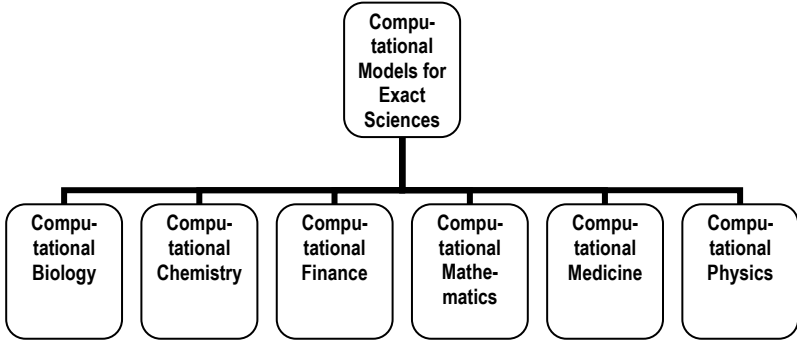 Compu-
tational
Models for
Exact
Sciences
Compu-
tational
Biology
Compu-
tational
Chemistry
Compu-
tational
Finance
Compu-
tational
Mathe-
matics
Compu-
tational
Medicine
Compu-
tational
Physics